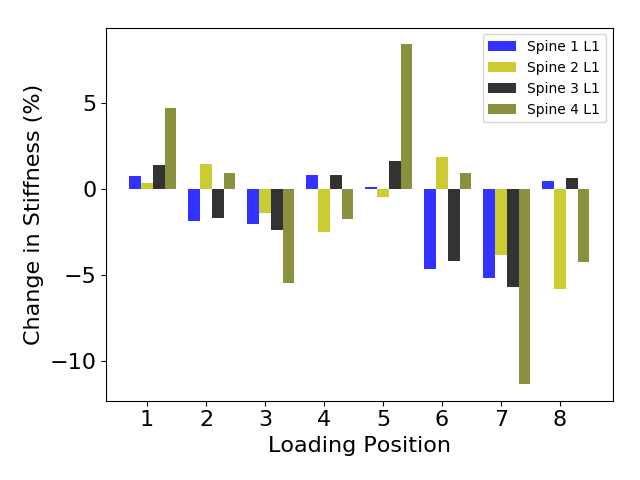 Change in Stiffness (%)
5
0
−5
−10
Spine 1 L1
Spine 2 L1
Spine 3 L1
Spine 4 L1
1 2 3 4 5 6 7 8
Loading Position